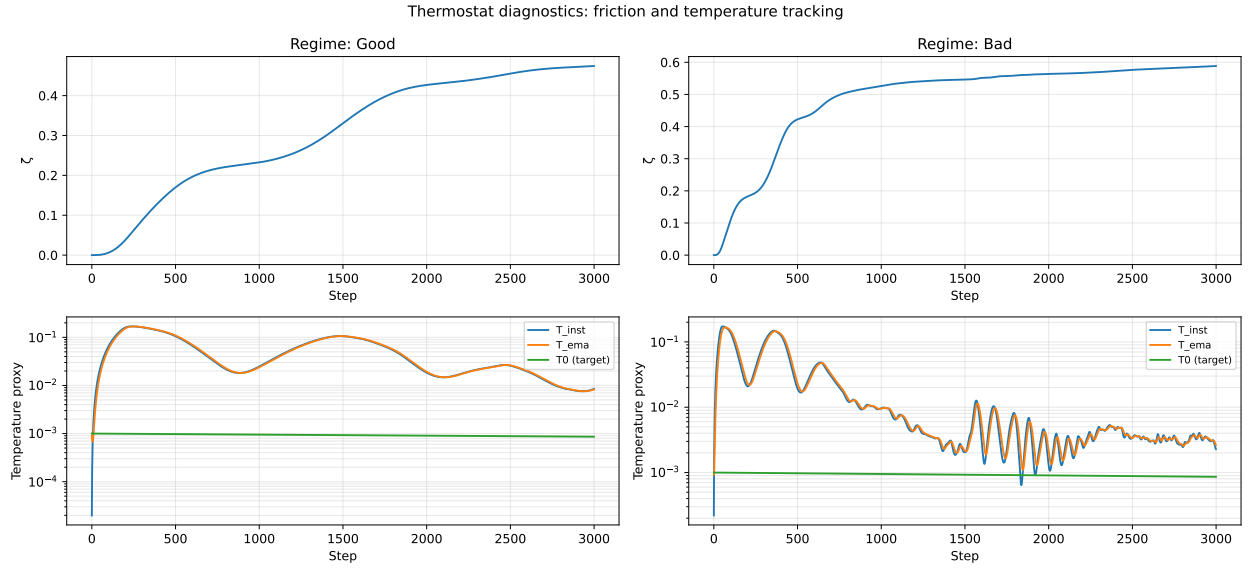 Thermostat diagnostics: friction and temperature tracking
Regime: Good
ζ
0.4
0.3
0.2
0.1
0.0
0 500 1000 1500 2000 2500 3000
Step
Regime: Bad
ζ
0.6
0.5
0.4
0.3
0.2
0.1
0.0
0 500 1000 1500 2000 2500 3000
Step
Temperature proxy
10⁻¹
10⁻²
10⁻³
10⁻⁴
T_inst
T_ema
T0 (target)
0 500 1000 1500 2000 2500 3000
Step
Temperature proxy
10⁻¹
10⁻²
10⁻³
T_inst
T_ema
T0 (target)
0 500 1000 1500 2000 2500 3000
Step